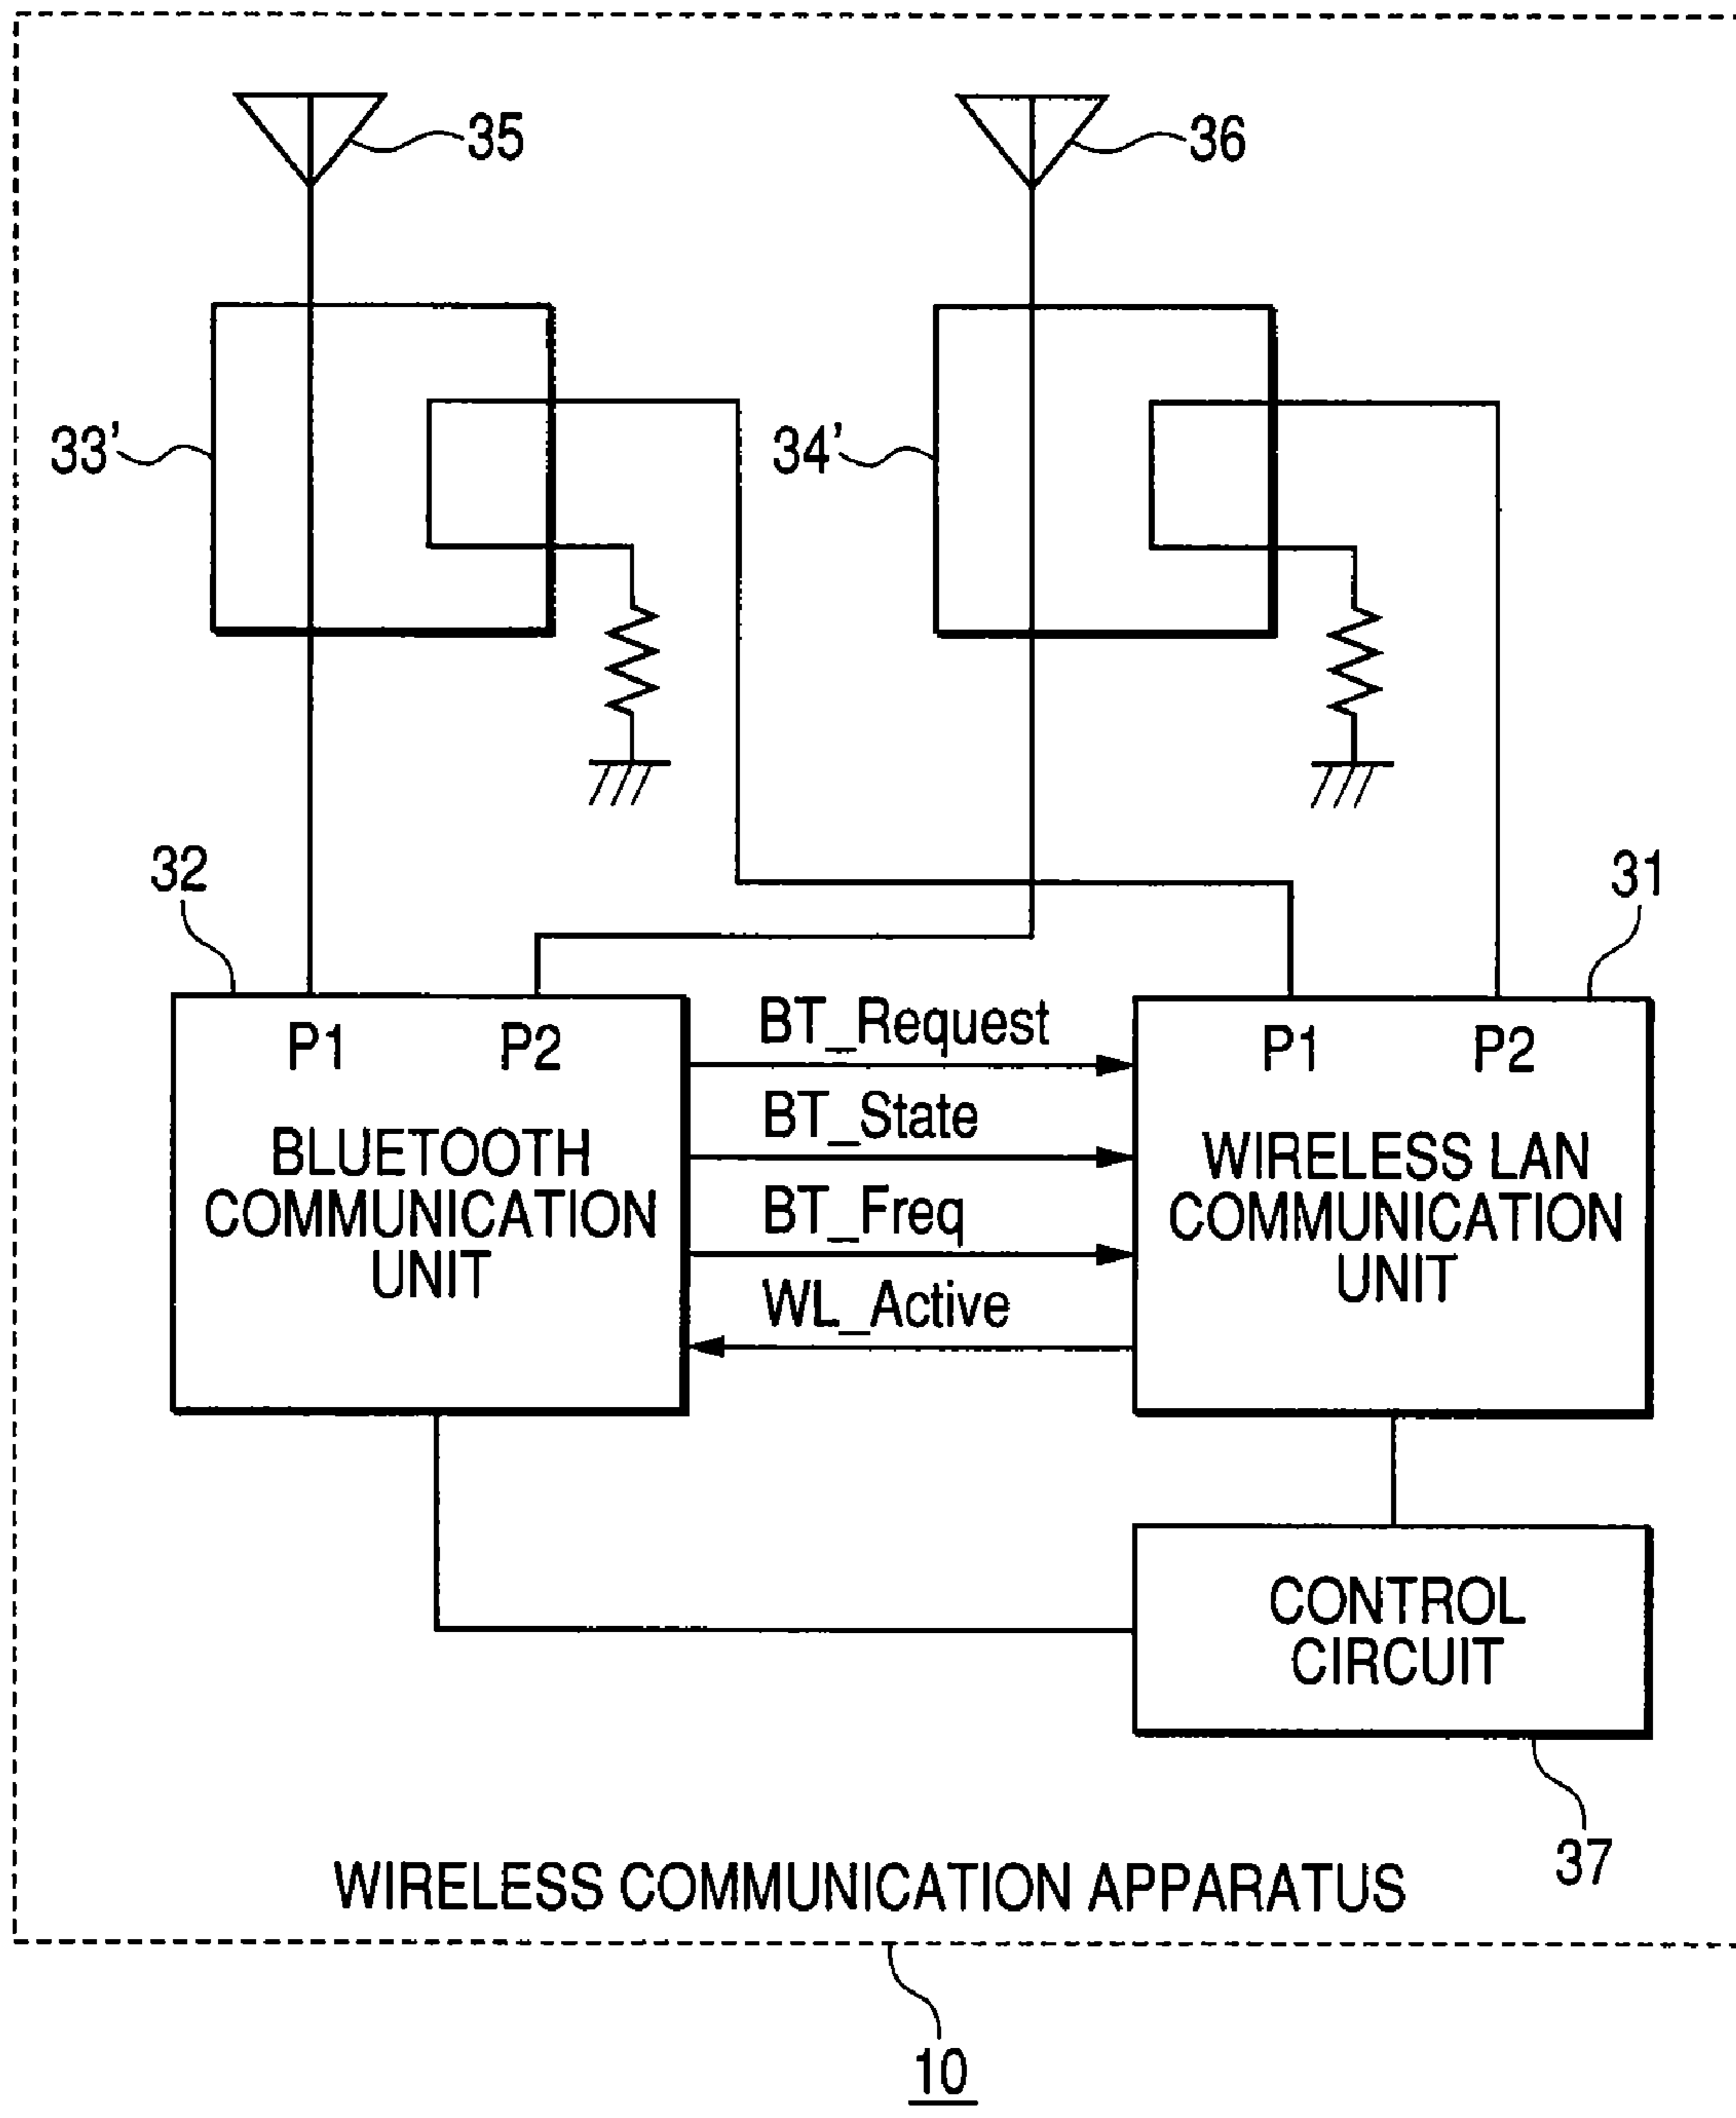 35
36
33'
34'
32
31
P1 P2
BLUETOOTH
COMMUNICATION
UNIT
BT_Request
BT_State
BT_Freq
WL_Active
P1 P2
WIRELESS LAN
COMMUNICATION
UNIT
CONTROL
CIRCUIT
37
WIRELESS COMMUNICATION APPARATUS
10